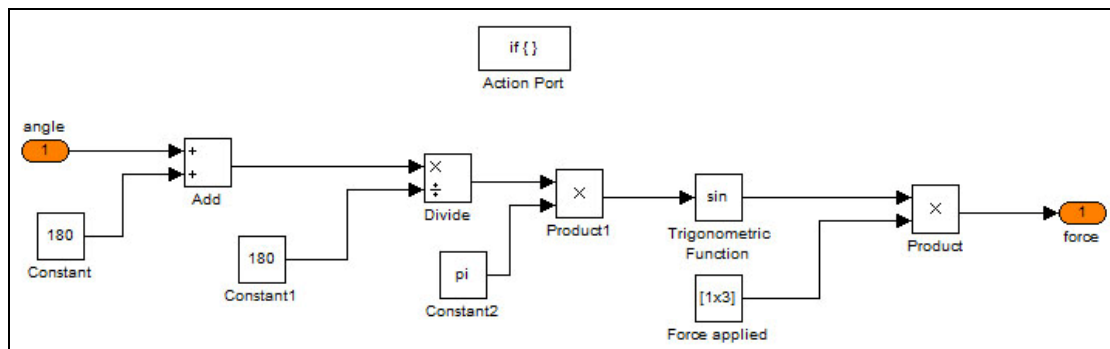 if { }
Action Port
angle
1
+
+
Add
180
Constant
×
÷
Divide
180
Constant1
×
Product1
pi
Constant2
sin
Trigonometric
Function
[1x3]
Force applied
×
Product
1
force